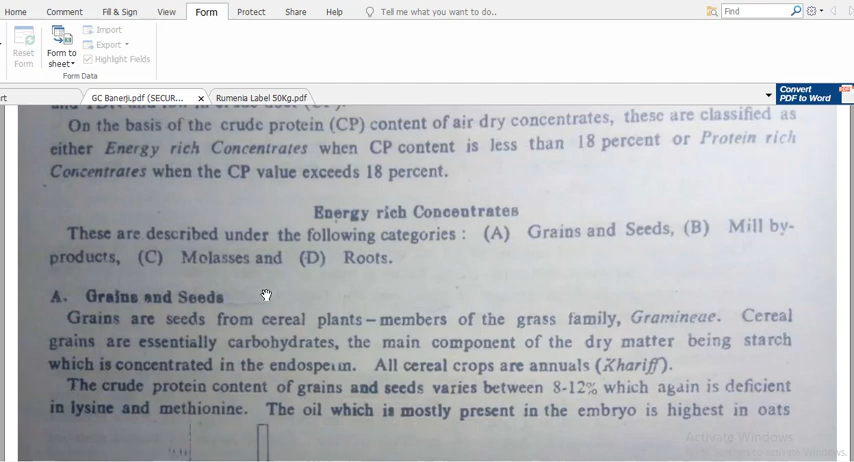 Home Comment Fill & Sign View Form Protect Share Help Tell me what you want to do.. Find
Reset Form
Form to sheet
Import
Export
Highlight Fields
Form Data
rt GC Banerji.pdf (SECUR... x Rumenia Label 50Kg.pdf
Convert PDF to Word
On the basis of the crude protein (CP) content of air dry concentrates, these are classified as
either Energy rich Concentrates when CP content is less than 18 percent or Protein rich
Concentrates when the CP value exceeds 18 percent.
Energy rich Concentrates
These are described under the following categories : (A) Grains and Seeds, (B) Mill by-
products, (C) Molasses and (D) Roots.
A. Grains and Seeds
Grains are seeds from cereal plants—members of the grass family, Gramineae. Cereal
grains are essentially carbohydrates, the main component of the dry matter being starch
which is concentrated in the endosperm. All cereal crops are annuals (Khariff).
The crude protein content of grains and seeds varies between 8-12% which again is deficient
in lysine and methionine. The oil which is mostly present in the embryo is highest in oats
Activate Windows
to activate Windows.